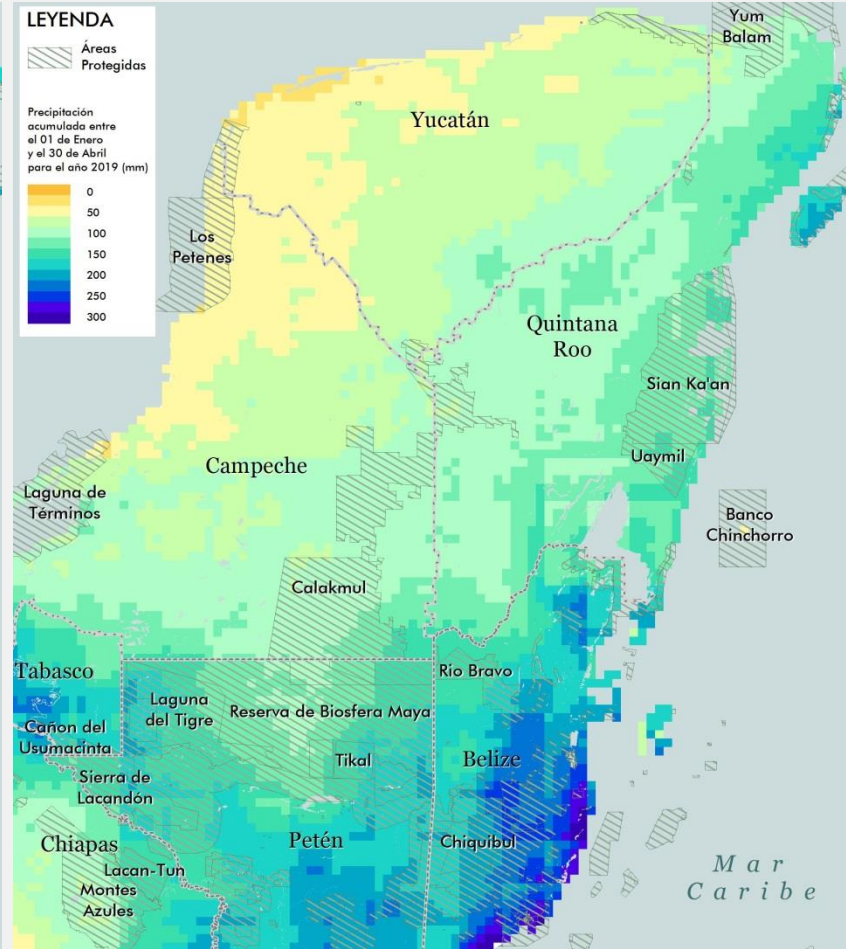 LEYENDA
Áreas
Protegidas
Precipitación
acumulada entre
el 01 de Enero
y el 30 de Abril
para el año 2019 (mm)
0
50
100
150
200
250
300
Yum
Balam
Yucatán
Los
Petenes
Quintana
Roo
Sian Ka'an
Uaymil
Campeche
Laguna de
Términos
Banco
Chinchorro
Calakmul
Tabasco
Rio Bravo
Laguna
del Tigre
Reserva de Biosfera Maya
Cañon del
Usumacinta
Tikal
Belize
Sierra de
Lacandón
Petén
Chiquibul
Chiapas
Lacan-Tun
Montes
Azules
Mar
Caribe